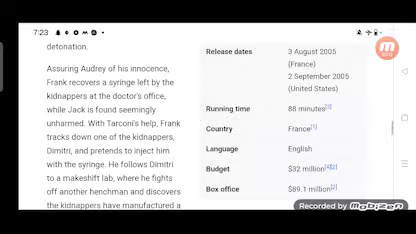 7:23
detonation.
Assuring Audrey of his innocence,
Frank recovers a syringe left by the
kidnappers at the doctor's office,
while Jack is found seemingly
unharmed. With Tarconi's help, Frank
tracks down one of the kidnappers,
Dimitri, and pretends to inject him
with the syringe. He follows Dimitri
to a makeshift lab, where he fights
off another henchman and discovers
the kidnappers have manufactured a
Release dates 3 August 2005
(France)
2 September 2005
(United States)
Running time 88 minutes[3]
Country France[1]
Language English
Budget $32 million[4][2]
Box office $89.1 million[2]
Recorded by Mobizen